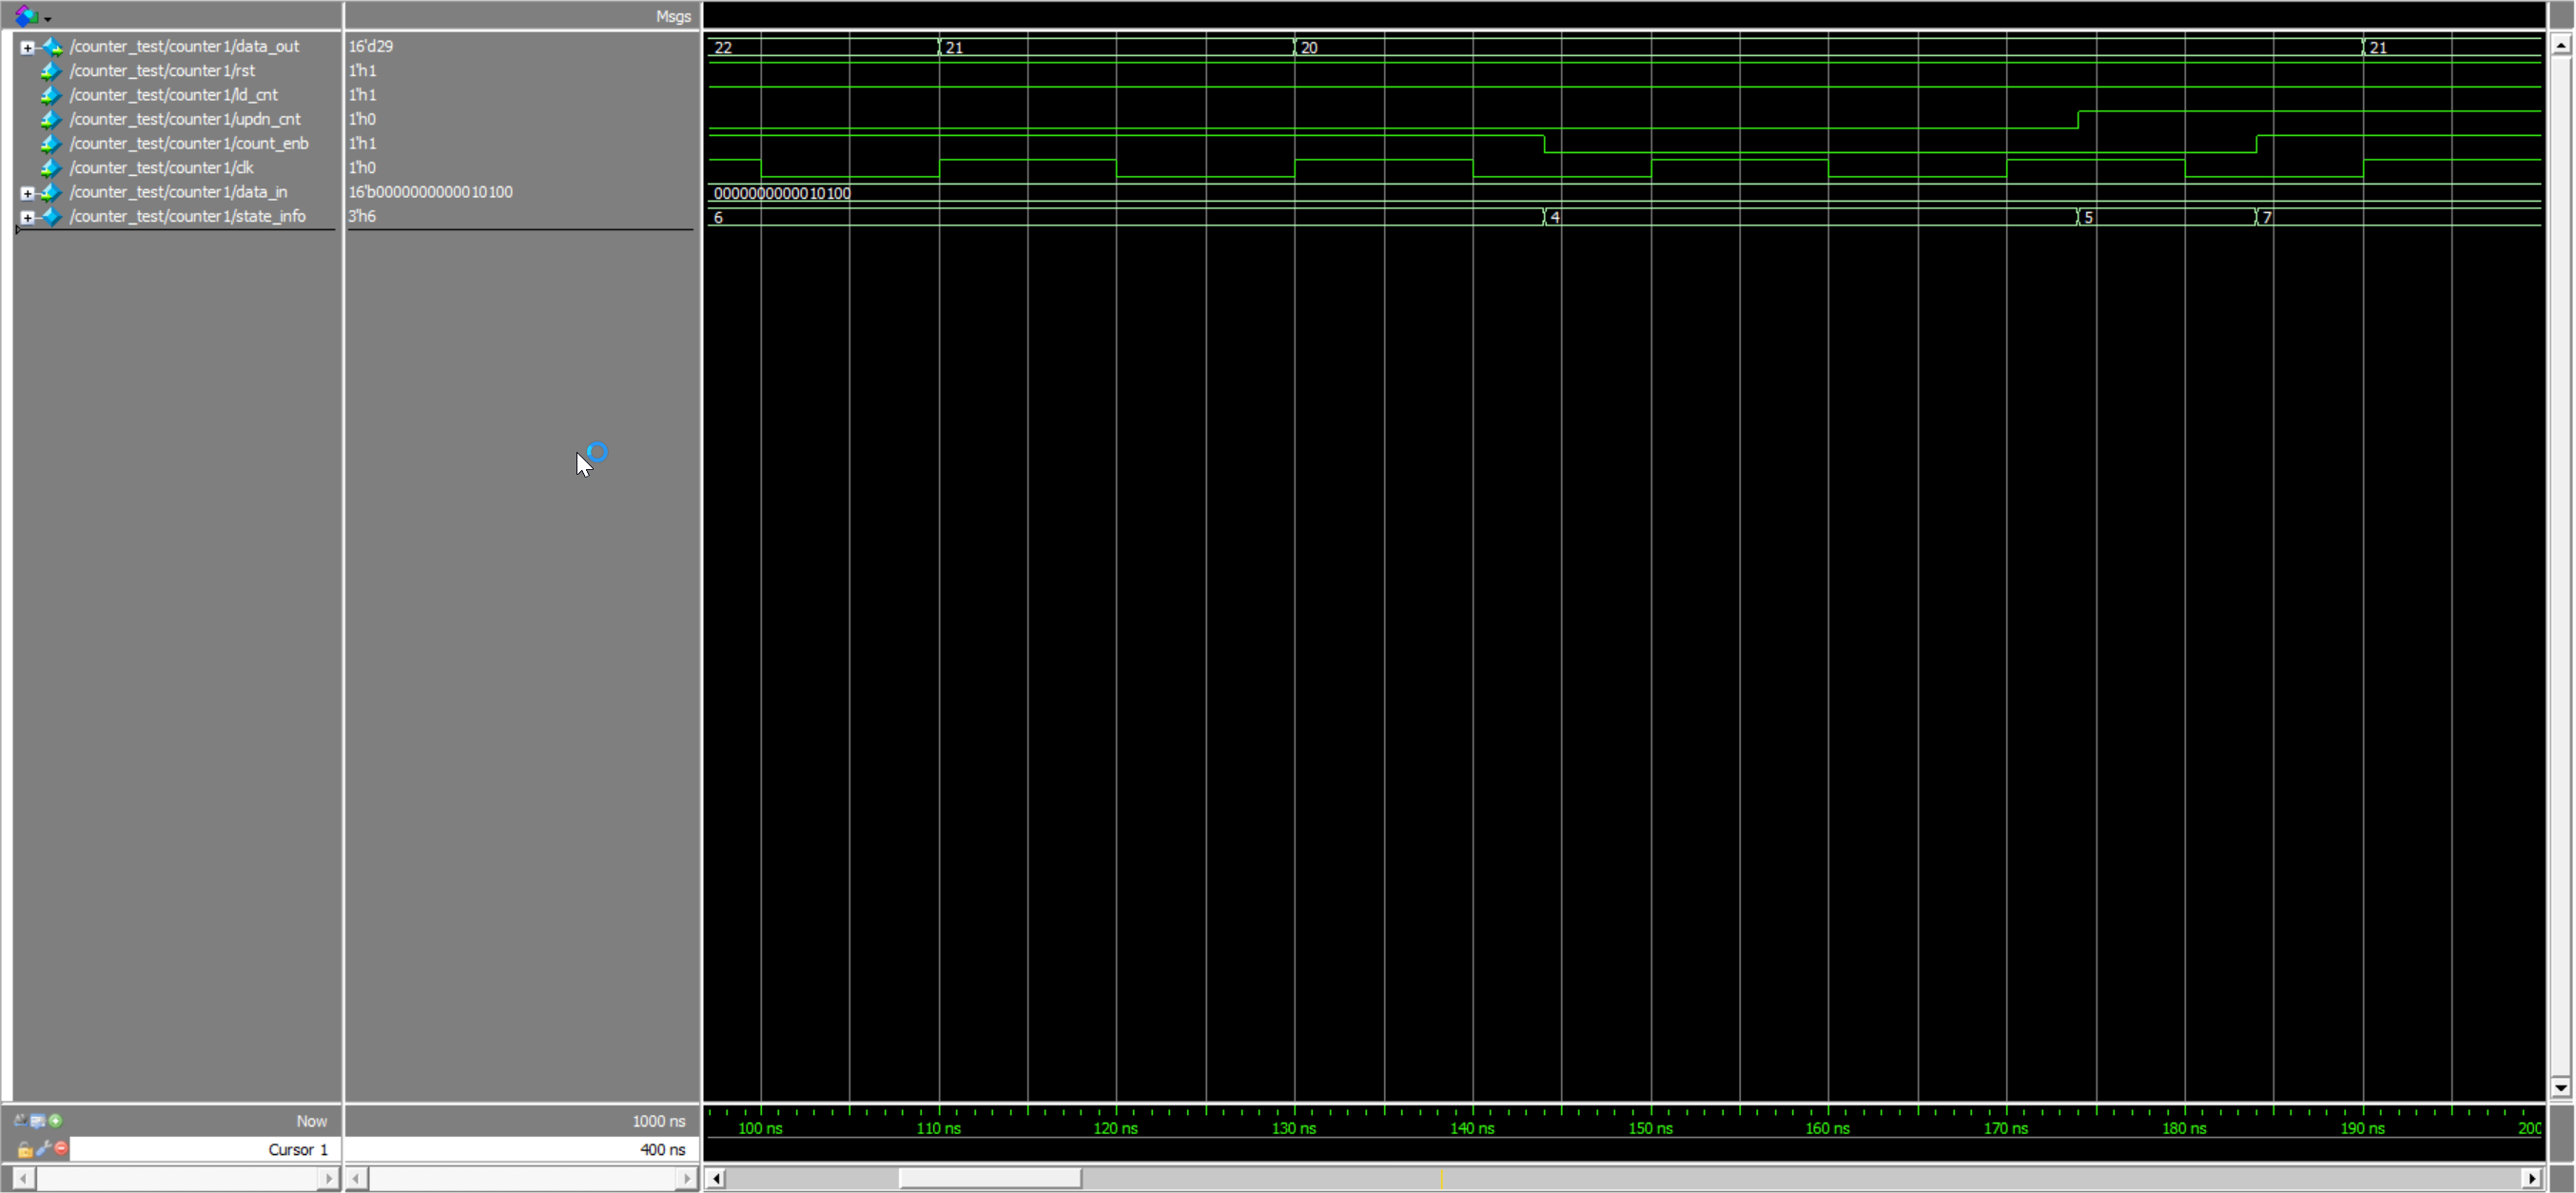 Msgs
/counter_test/counter1/data_out 16'd29 22 21 20 21
/counter_test/counter1/rst 1'h1
/counter_test/counter1/ld_cnt 1'h1
/counter_test/counter1/updn_cnt 1'h0
/counter_test/counter1/count_enb 1'h1
/counter_test/counter1/clk 1'h0
/counter_test/counter1/data_in 16'b0000000000010100 0000000000010100
/counter_test/counter1/state_info 3'h6 6 4 5 7
Now 1000 ns 100 ns 110 ns 120 ns 130 ns 140 ns 150 ns 160 ns 170 ns 180 ns 190 ns 200
Cursor 1 400 ns